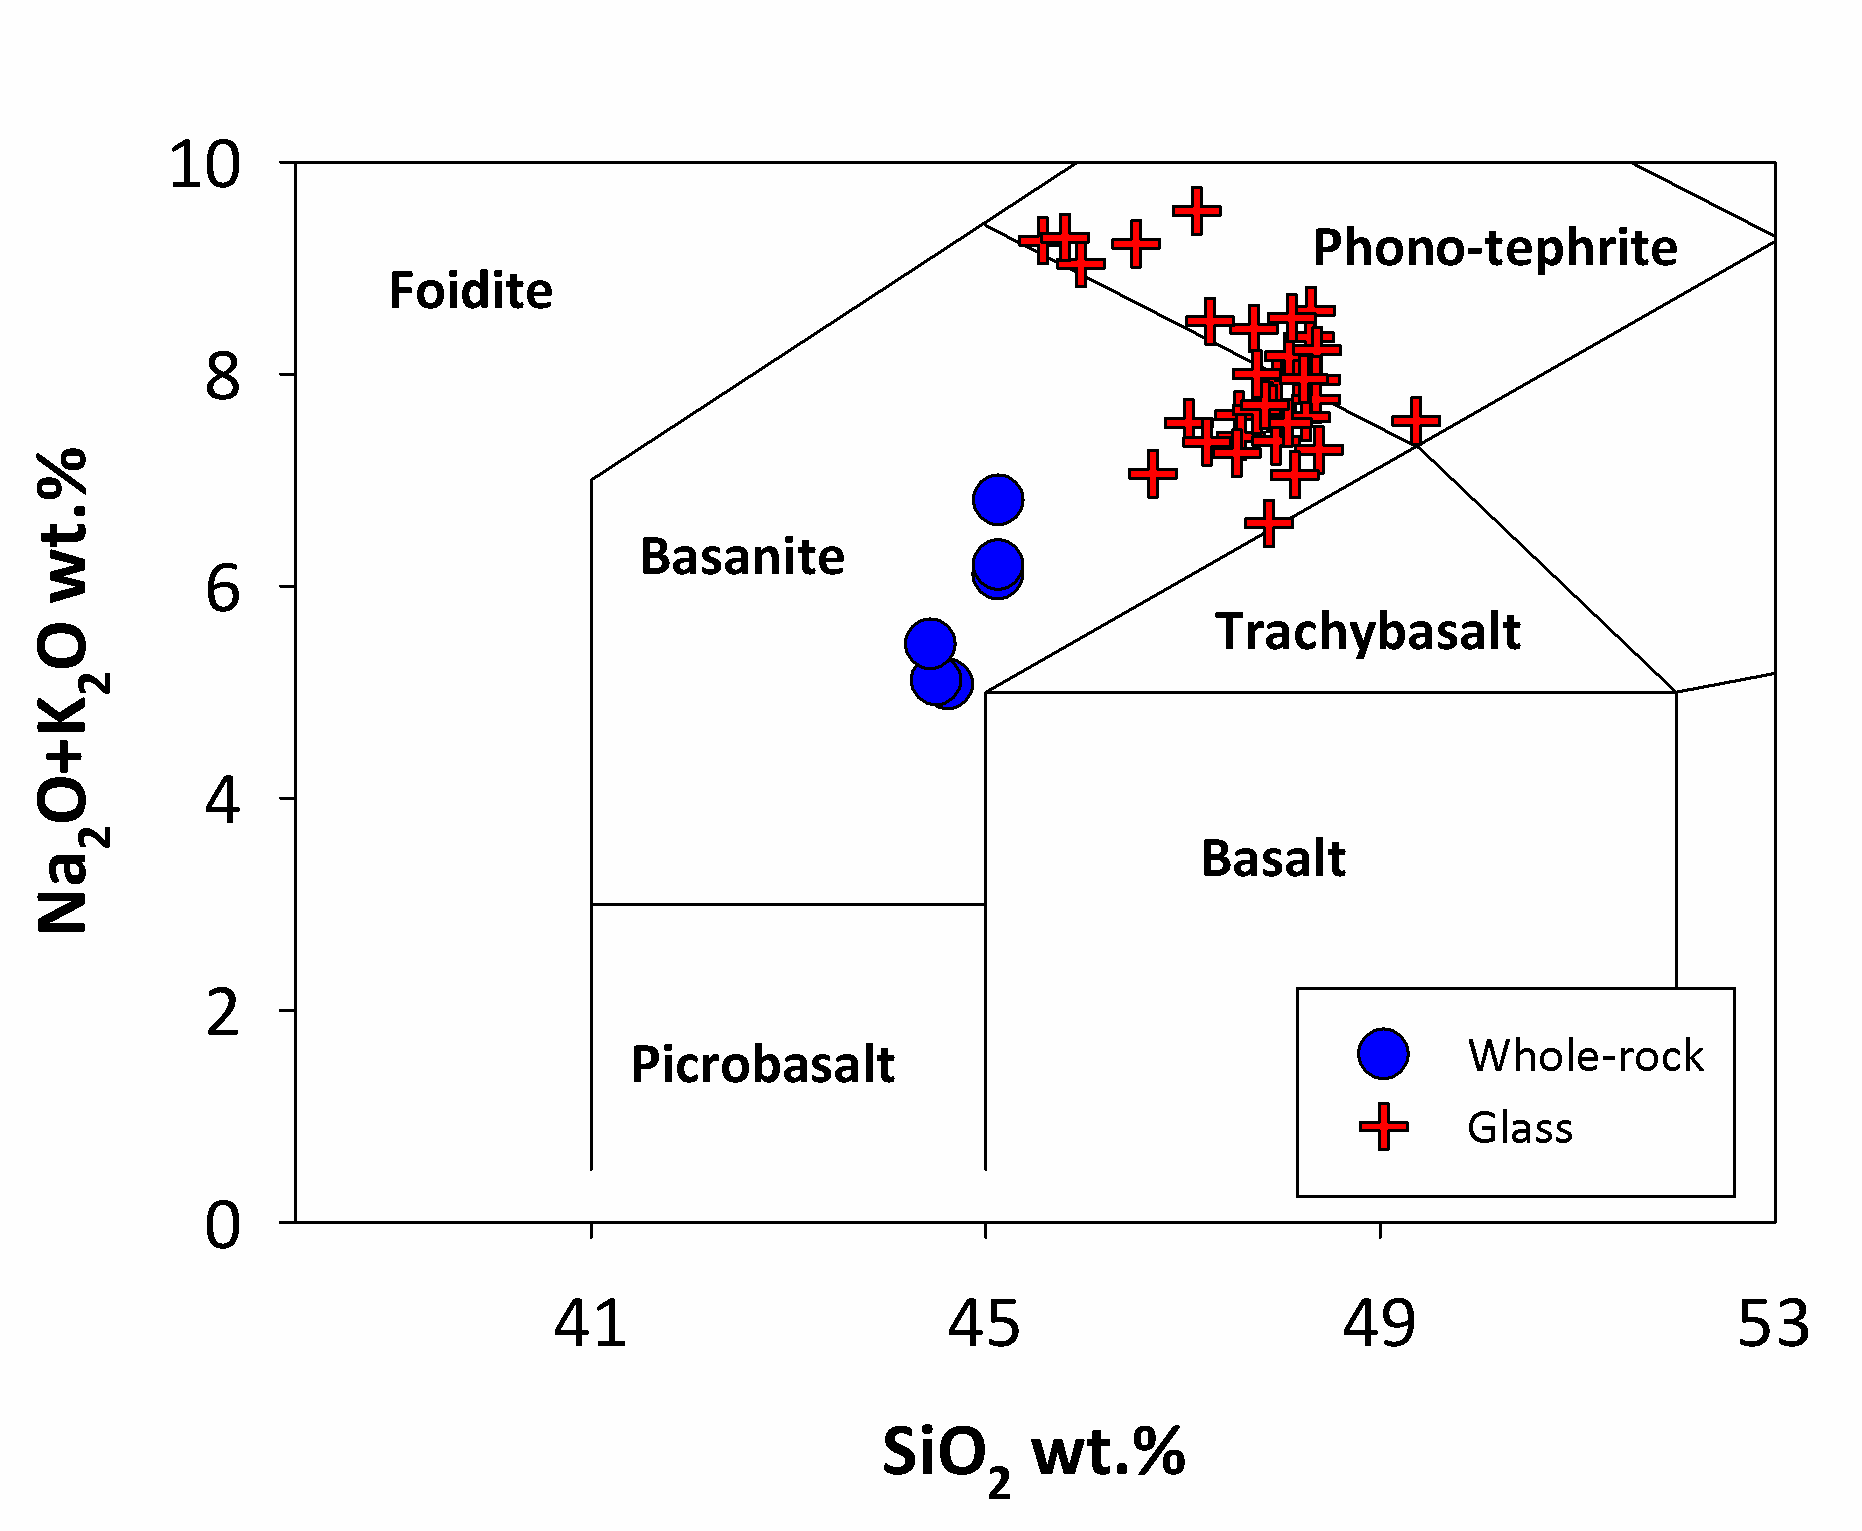 10
8
6
4
2
0
Na₂O+K₂O wt.%
Foidite
Phono-tephrite
Basanite
Trachybasalt
Basalt
Picrobasalt
Whole-rock
Glass
41 45 49 53
SiO₂ wt.%